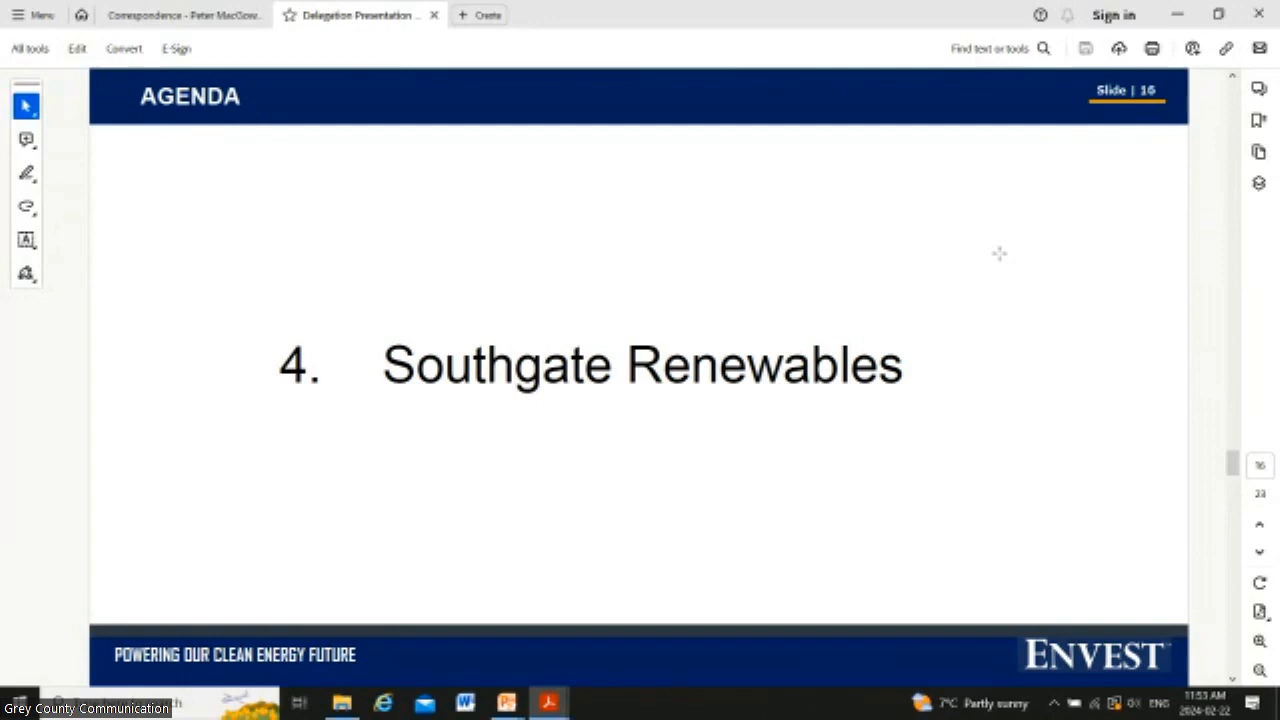 Menu
Correspondence - Peter MacGow..
Delegation Presentation ..
Create
Sign in
All tools
Edit
Convert
E-Sign
Find text or tools
AGENDA
Slide | 16
4. Southgate Renewables
16
23
POWERING OUR CLEAN ENERGY FUTURE
ENVEST
Grey County Communication
7°C Partly sunny
ENG
11:53 AM
2024-02-22